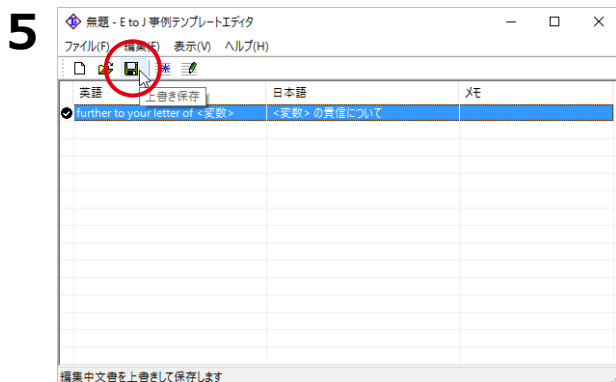 5
無題 - E to J 事例テンプレートエディタ
ファイル(F) 編集(E) 表示(V) ヘルプ(H)
英語 日本語 メモ
上書き保存
further to your letter of <変数> <変数> の貴信について
編集中文書を上書きして保存します